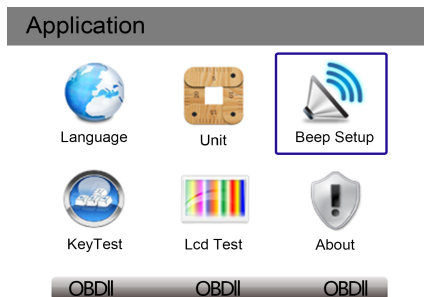 Application
Language Unit Beep Setup
KeyTest Lcd Test About
OBDII OBDII OBDII